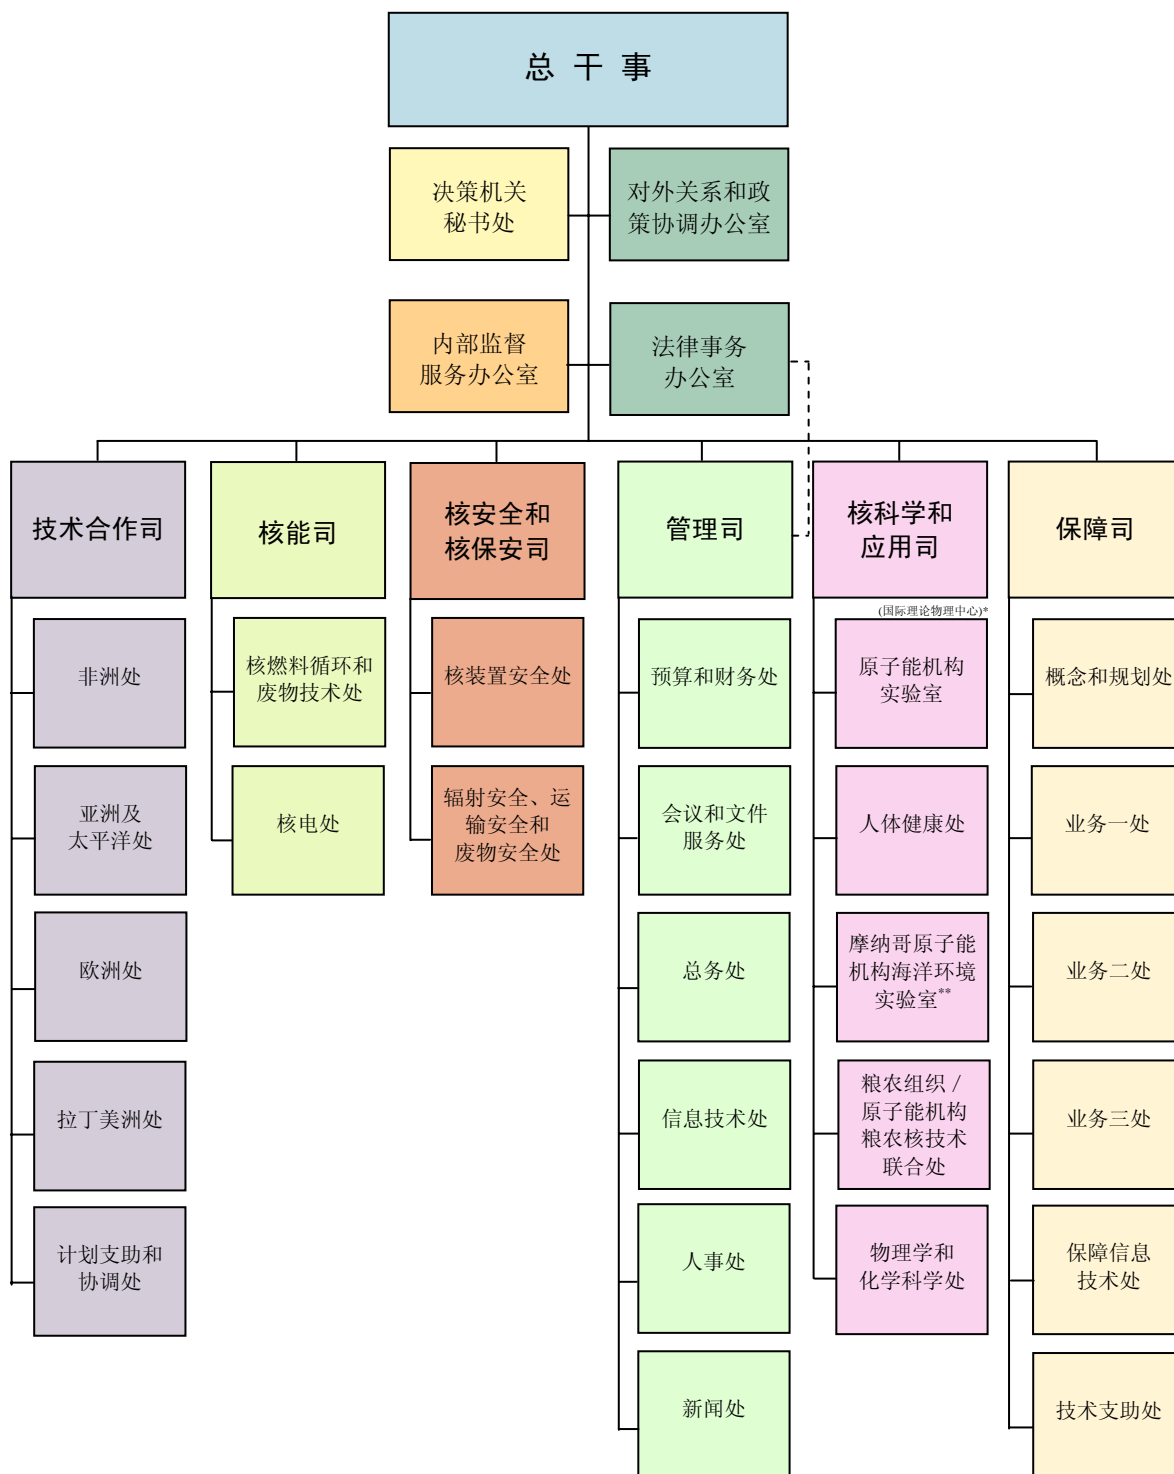 总 干 事
决策机关
秘书处
对外关系和政
策协调办公室
内部监督
服务办公室
法律事务
办公室
技术合作司
非洲处
亚洲及
太平洋处
欧洲处
拉丁美洲处
计划支助和
协调处
核能司
核燃料循环和
废物技术处
核电处
核安全和
核保安司
核装置安全处
辐射安全、运
输安全和
废物安全处
管理司
预算和财务处
会议和文件
服务处
总务处
信息技术处
人事处
新闻处
核科学和
应用司
(国际理论物理中心)*
原子能机构
实验室
人体健康处
摩纳哥原子能
机构海洋环境
实验室**
粮农组织 /
原子能机构
粮农核技术
联合处
物理学和
化学科学处
保障司
概念和规划处
业务一处
业务二处
业务三处
保障信息
技术处
技术支助处